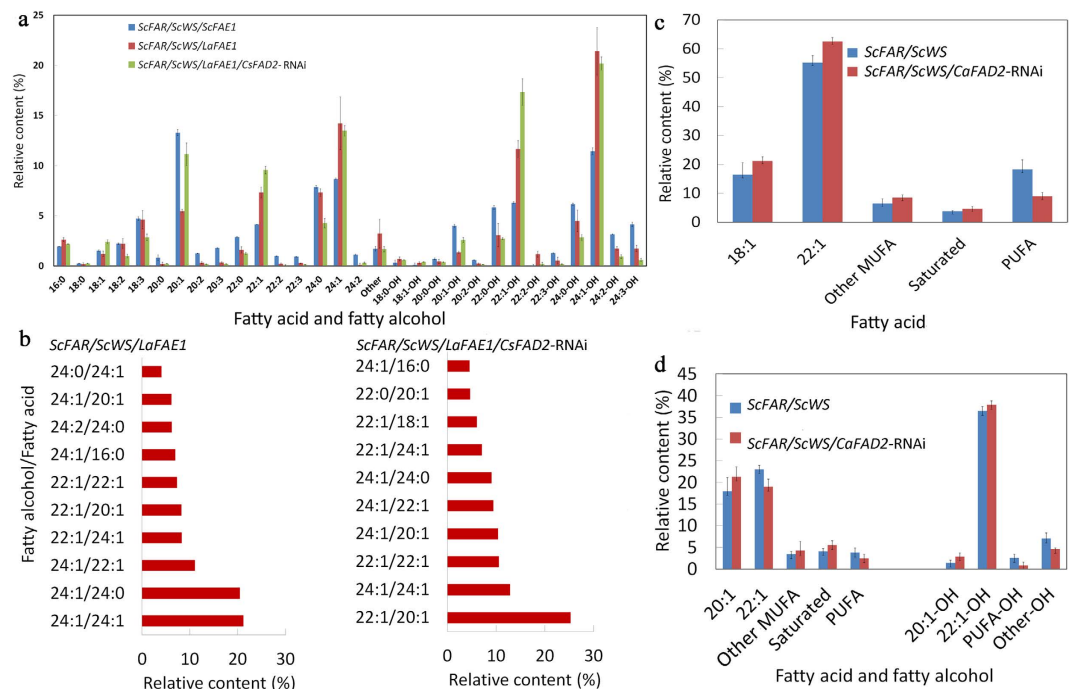 a
25
20
15
10
5
0
Relative content (%)
ScFAR/ScWS/ScFAE1
ScFAR/ScWS/LaFAE1
ScFAR/ScWS/LaFAE1/CsFAD2-RNAi
16:0
18:0
18:1
18:2
18:3
20:0
20:1
20:2
20:3
22:0
22:1
22:2
22:3
24:0
24:1
24:2
Other
18:0-OH
18:1-OH
20:0-OH
20:1-OH
20:2-OH
22:0-OH
22:1-OH
22:2-OH
22:3-OH
24:0-OH
24:1-OH
24:2-OH
24:3-OH
Fatty acid and fatty alcohol
b
ScFAR/ScWS/LaFAE1
Fatty alcohol/Fatty acid
24:0/24:1
24:1/20:1
24:2/24:0
24:1/16:0
22:1/22:1
22:1/20:1
22:1/24:1
24:1/22:1
24:1/24:0
24:1/24:1
0 10 20 30
Relative content (%)
ScFAR/ScWS/LaFAE1/CsFAD2-RNAi
24:1/16:0
22:0/20:1
22:1/18:1
22:1/24:1
24:1/24:0
24:1/22:1
24:1/20:1
22:1/22:1
24:1/24:1
22:1/20:1
0 10 20 30
Relative content (%)
c
70
60
50
40
30
20
10
0
Relative content (%)
ScFAR/ScWS
ScFAR/ScWS/CaFAD2-RNAi
18:1
22:1
Other MUFA
Saturated
PUFA
Fatty acid
d
45
40
35
30
25
20
15
10
5
0
Relative content (%)
ScFAR/ScWS
ScFAR/ScWS/CaFAD2-RNAi
20:1
22:1
Other MUFA
Saturated
PUFA
20:1-OH
22:1-OH
PUFA-OH
Other-OH
Fatty acid and fatty alcohol